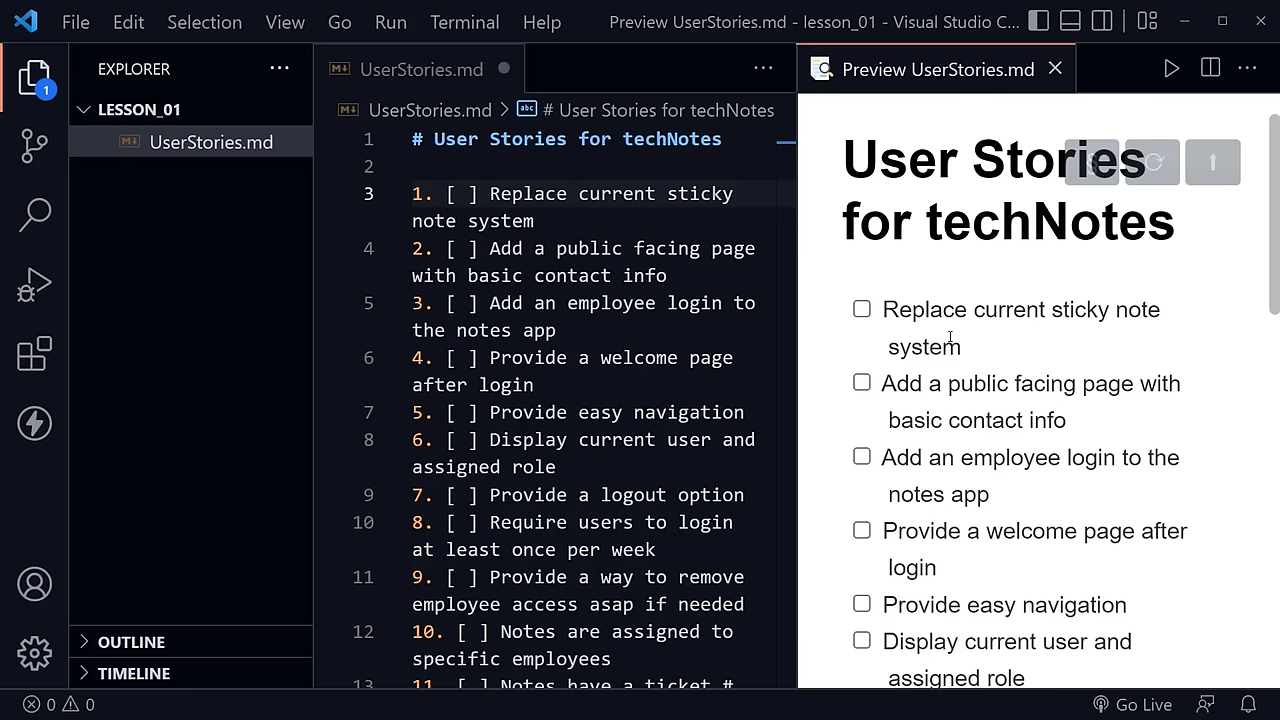 File Edit Selection View Go Run Terminal Help Preview UserStories.md - lesson_01 - Visual Studio C...
1
EXPLORER
LESSON_01
UserStories.md
OUTLINE
TIMELINE
UserStories.md
UserStories.md > # User Stories for techNotes
1 # User Stories for techNotes
2
3 1. [ ] Replace current sticky
note system
4 2. [ ] Add a public facing page
with basic contact info
5 3. [ ] Add an employee login to
the notes app
6 4. [ ] Provide a welcome page
after login
7 5. [ ] Provide easy navigation
8 6. [ ] Display current user and
assigned role
9 7. [ ] Provide a logout option
10 8. [ ] Require users to login
at least once per week
11 9. [ ] Provide a way to remove
employee access asap if needed
12 10. [ ] Notes are assigned to
specific employees
13 11. [ ] Notes have a ticket #
Preview UserStories.md
User Stories
for techNotes
Replace current sticky note
system
Add a public facing page with
basic contact info
Add an employee login to the
notes app
Provide a welcome page after
login
Provide easy navigation
Display current user and
assigned role
0 0
Go Live